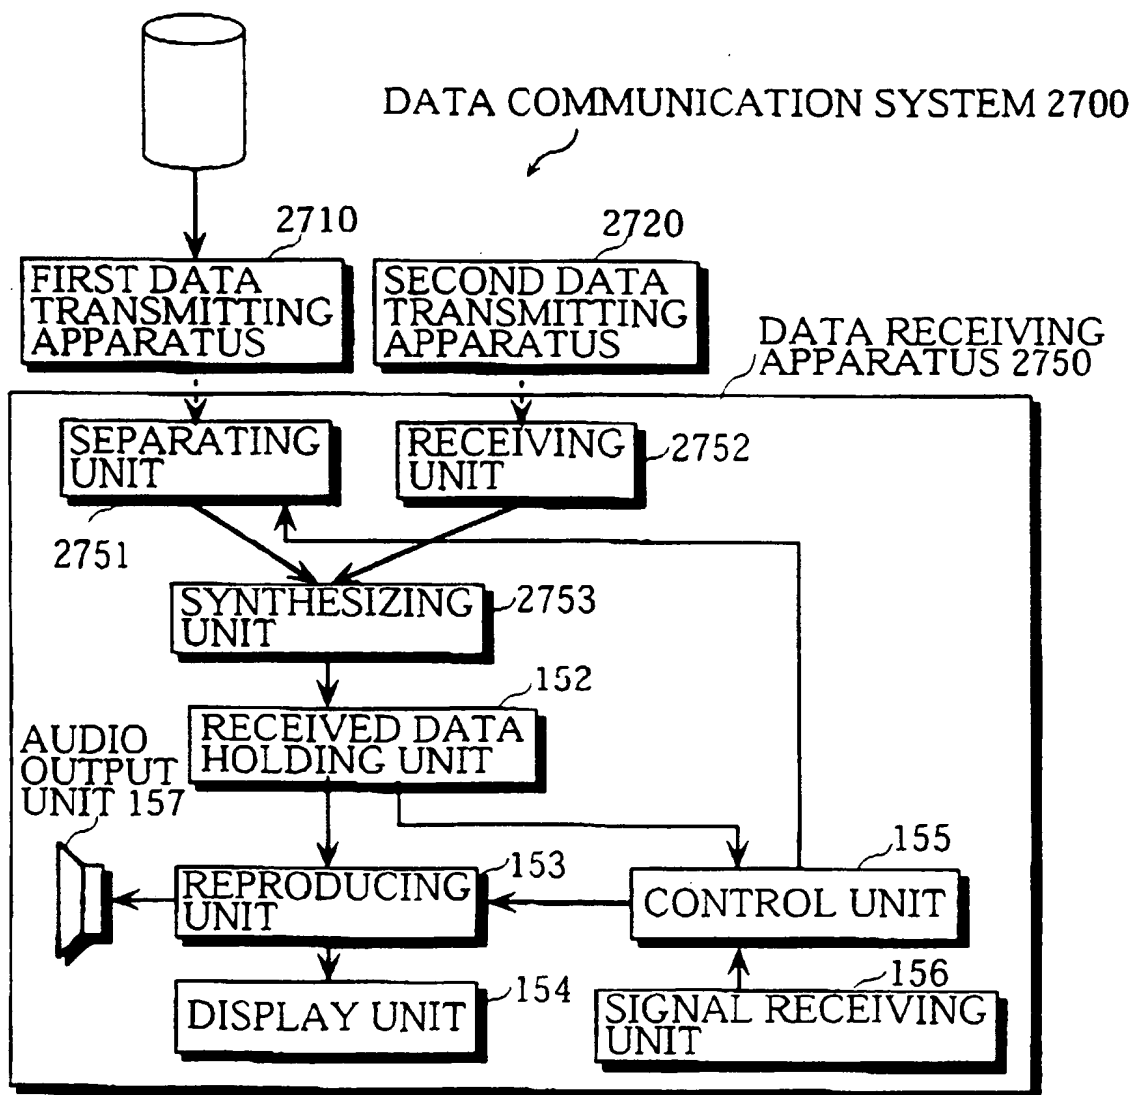 DATA COMMUNICATION SYSTEM 2700
2710
2720
FIRST DATA
TRANSMITTING
APPARATUS
SECOND DATA
TRANSMITTING
APPARATUS
DATA RECEIVING
APPARATUS 2750
SEPARATING
UNIT
RECEIVING
UNIT
2752
2751
SYNTHESIZING
UNIT
2753
152
RECEIVED DATA
HOLDING UNIT
AUDIO
OUTPUT
UNIT 157
153
155
REPRODUCING
UNIT
CONTROL UNIT
154
156
DISPLAY UNIT
SIGNAL RECEIVING
UNIT